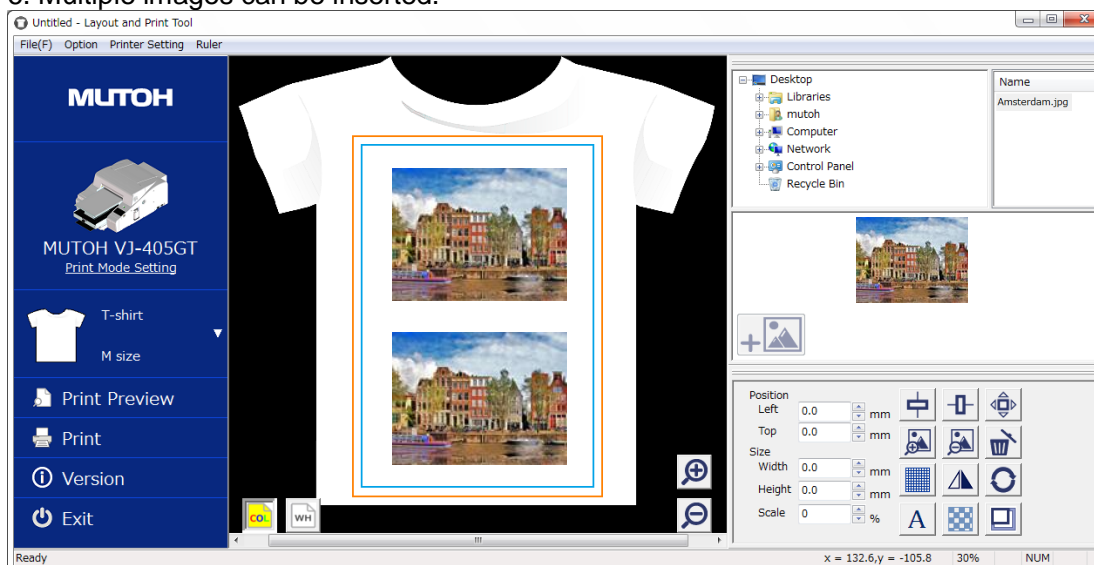 Multiple images can be inserted.
Untitled - Layout and Print Tool
File(F) Option Printer Setting Ruler
MUTOH
MUTOH VJ-405GT
Print Mode Setting
T-shirt
M size
Print Preview
Print
Version
Exit
COL
WH
Desktop
Libraries
mutoh
Computer
Network
Control Panel
Recycle Bin
Name
Amsterdam.jpg
Position
Left 0.0 mm
Top 0.0 mm
Size
Width 0.0 mm
Height 0.0 mm
Scale 0 %
A
Ready x = 132.6,y = -105.8 30% NUM